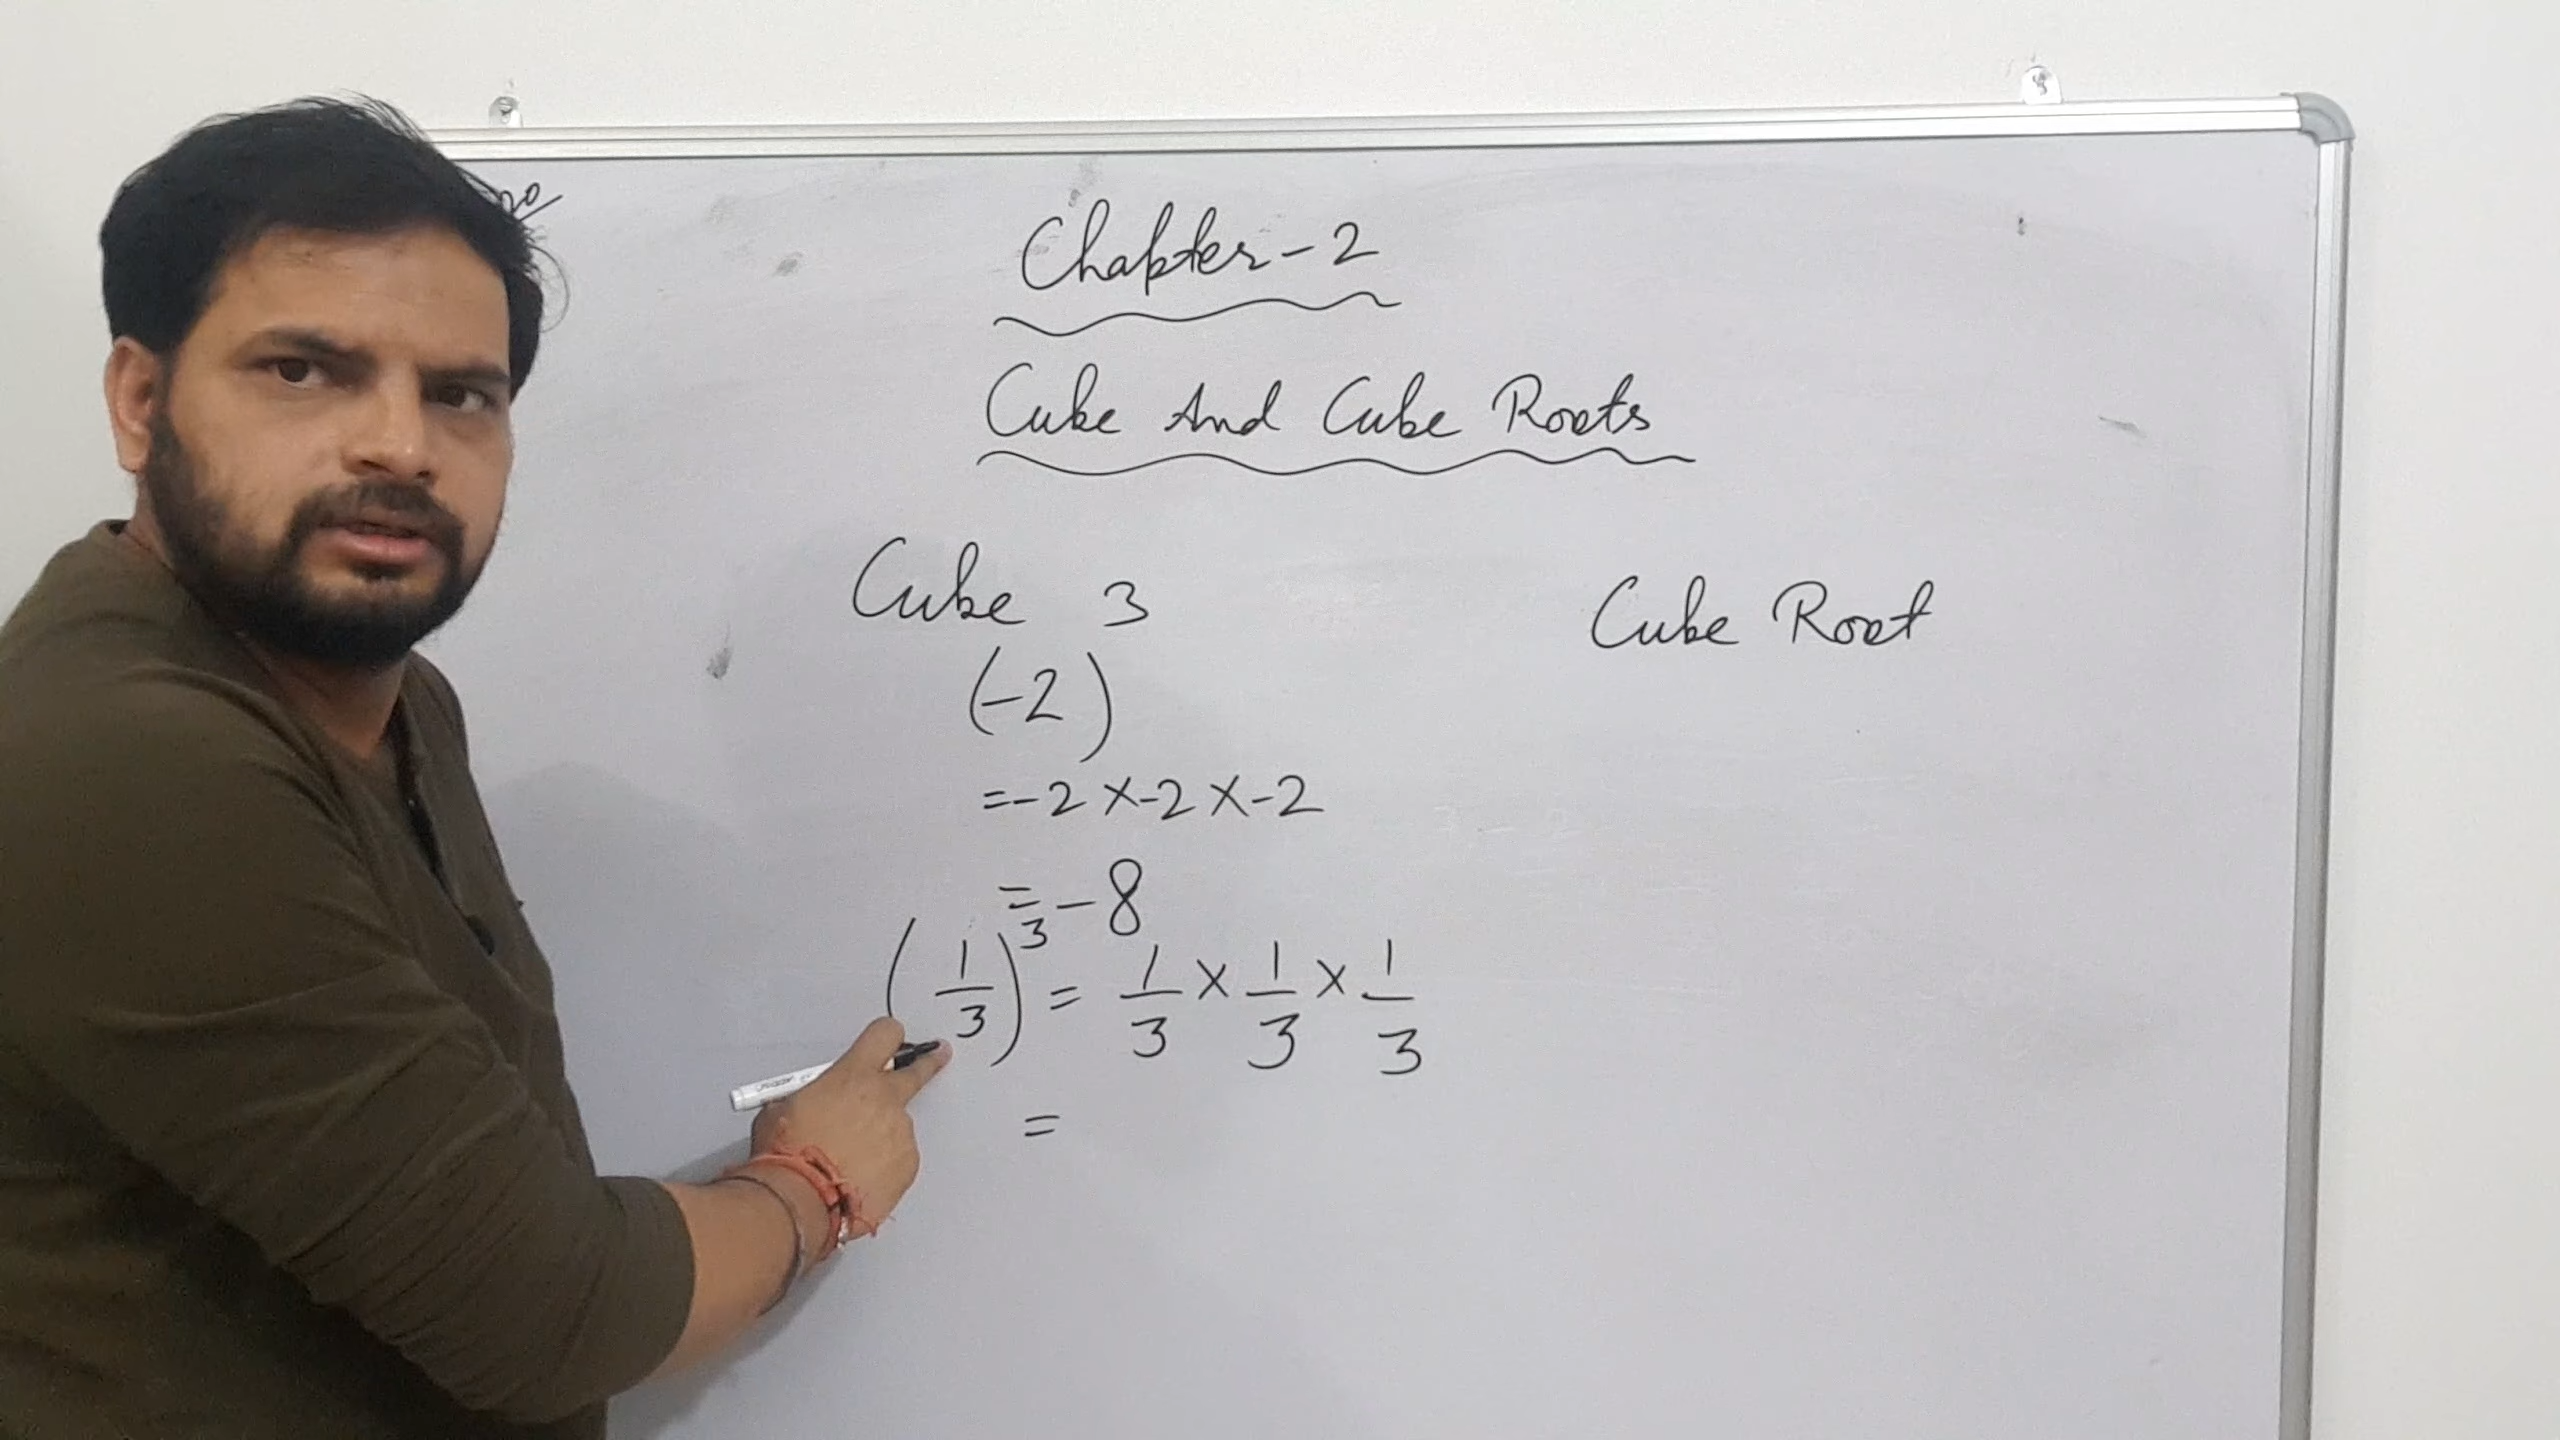 Chapter-2
Cube And Cube Roots
Cube 3
Cube Root
(-2)
=-2×-2×-2
=-8
(1/3)³ = 1/3 × 1/3 × 1/3
=